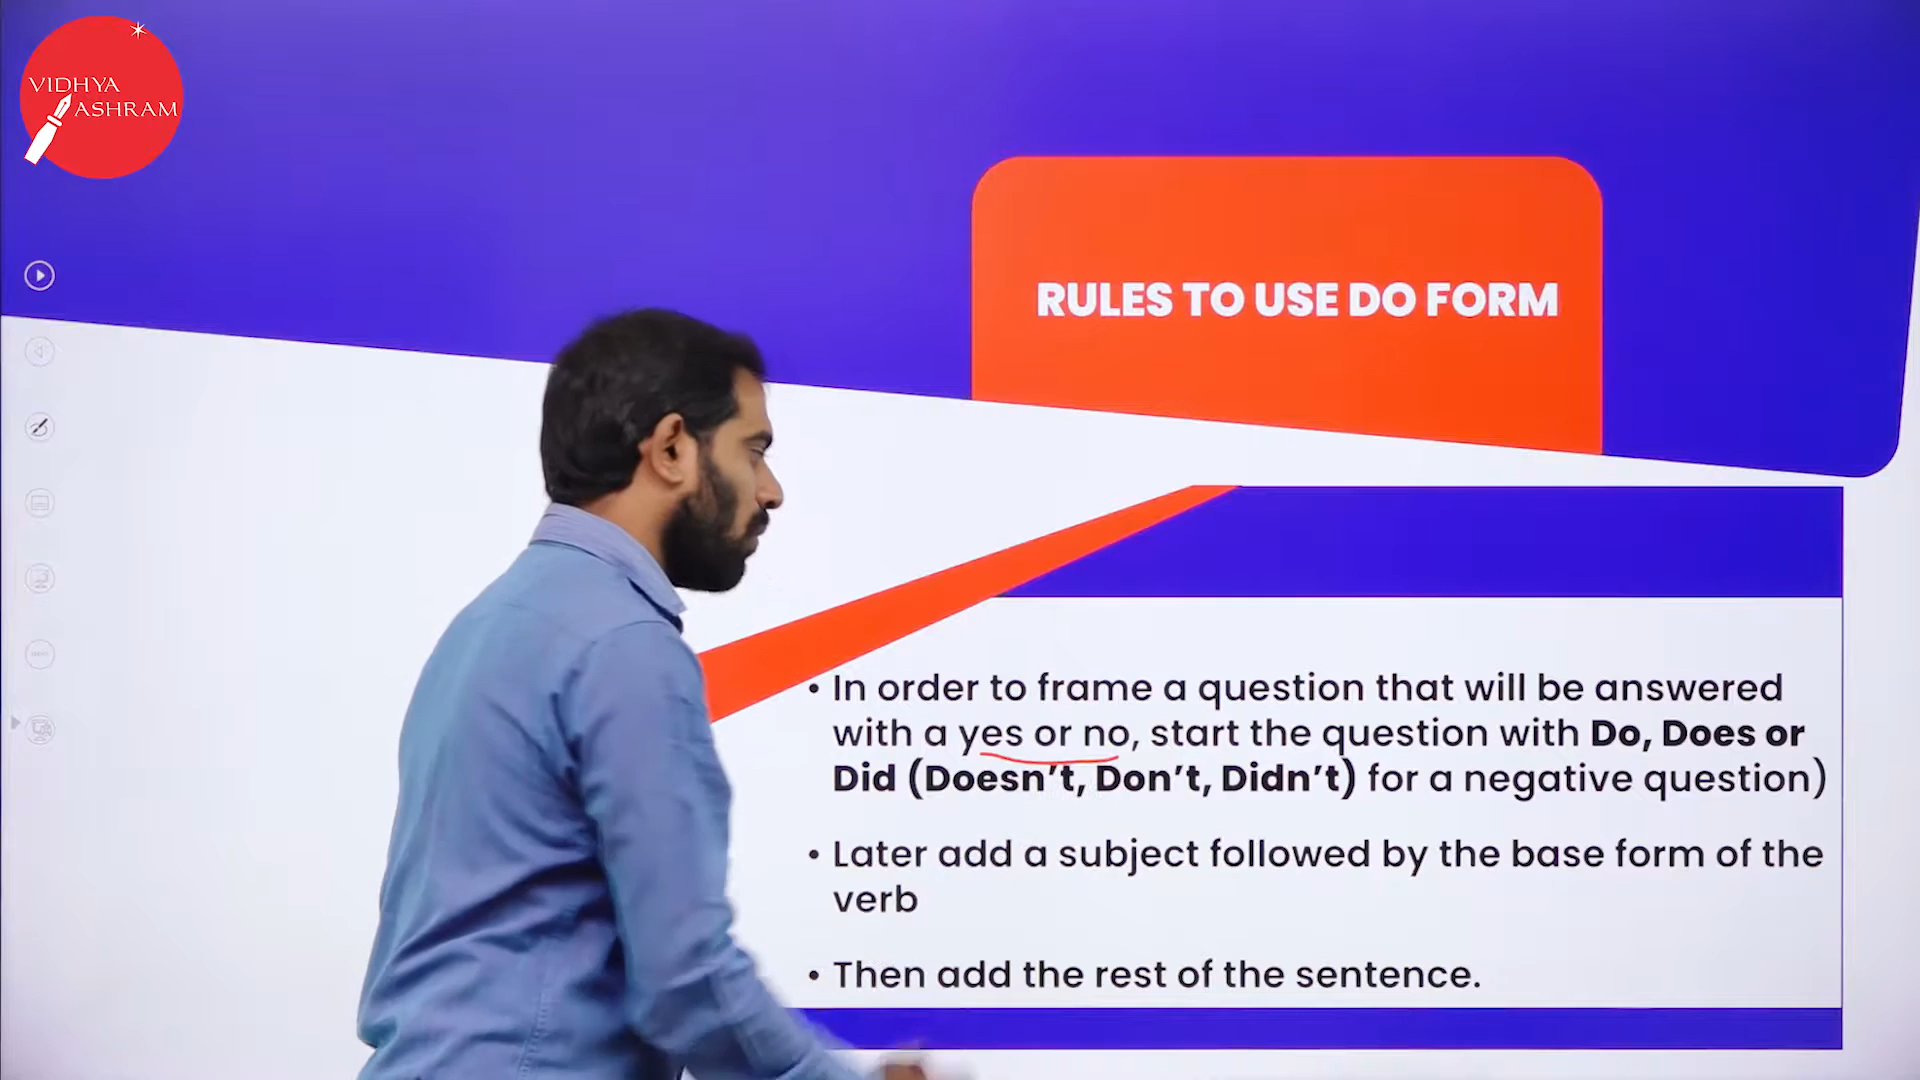 VIDHYA
ASHRAM
RULES TO USE DO FORM
• In order to frame a question that will be answered
with a yes or no, start the question with Do, Does or
Did (Doesn't, Don't, Didn't) for a negative question)
• Later add a subject followed by the base form of the
verb
• Then add the rest of the sentence.